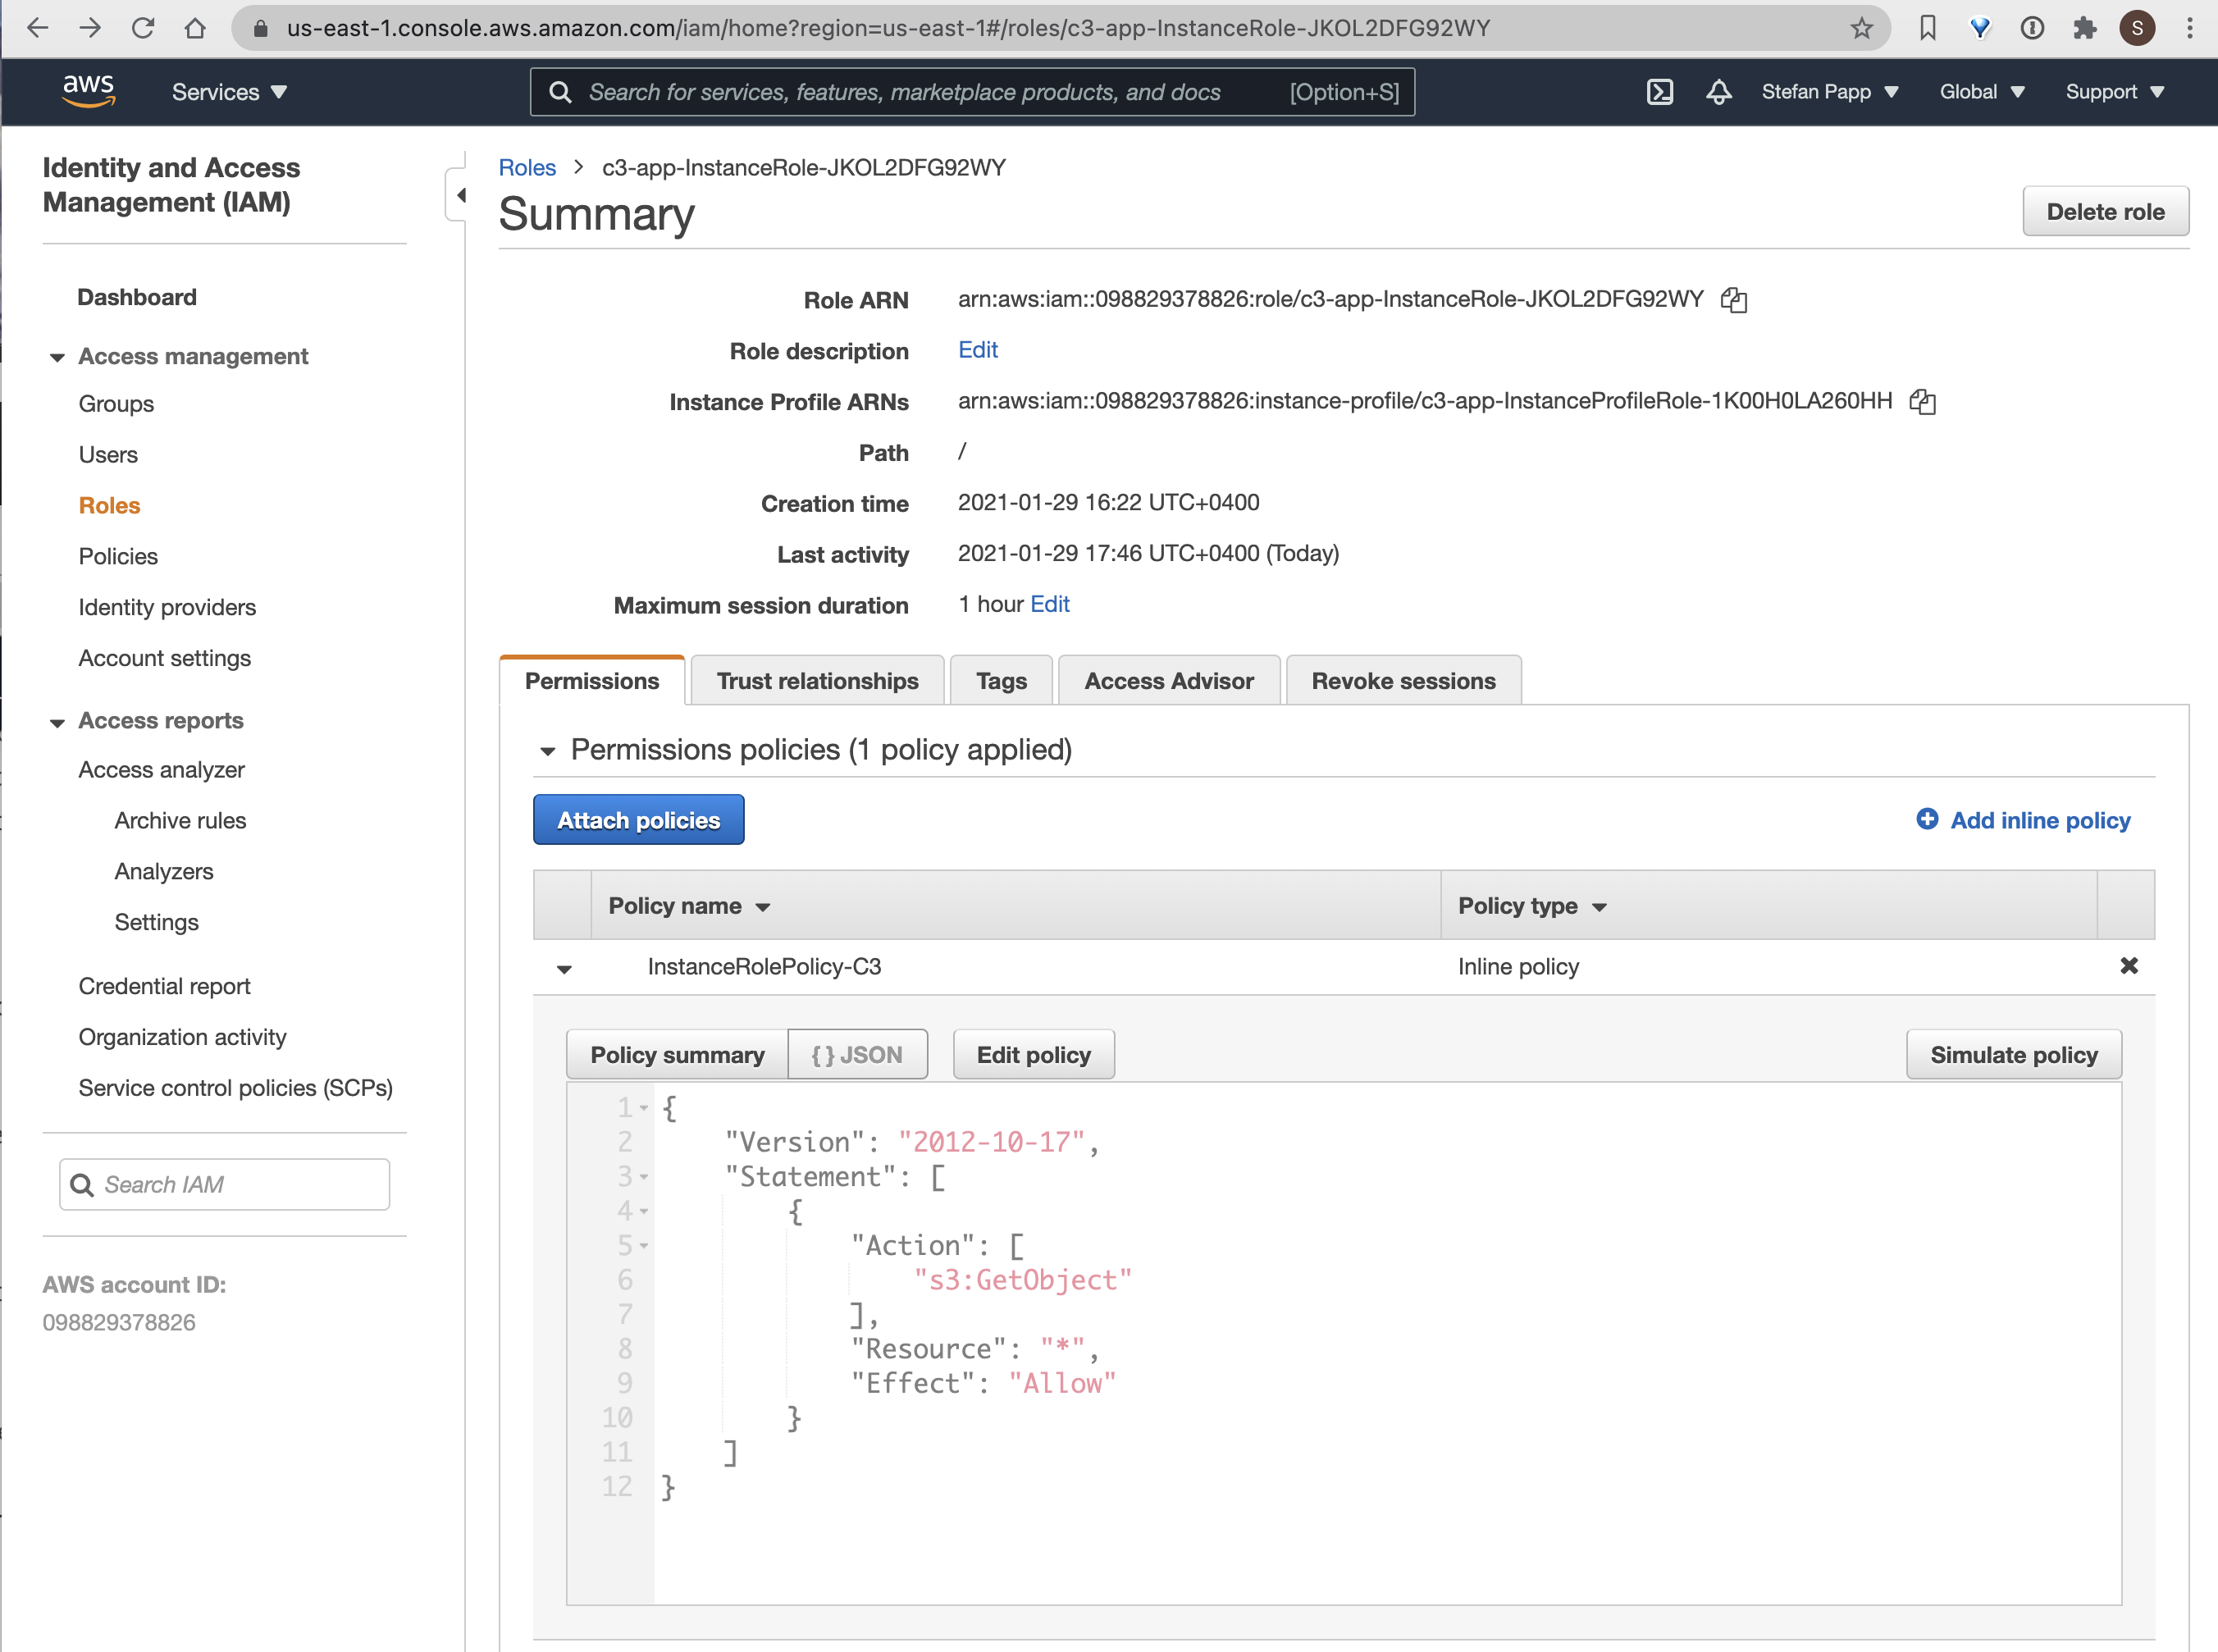 us-east-1.console.aws.amazon.com/iam/home?region=us-east-1#/roles/c3-app-InstanceRole-JKOL2DFG92WY
S
aws
Services
Search for services, features, marketplace products, and docs [Option+S]
Stefan Papp
Global
Support
Identity and Access
Management (IAM)
Dashboard
Access management
Groups
Users
Roles
Policies
Identity providers
Account settings
Access reports
Access analyzer
Archive rules
Analyzers
Settings
Credential report
Organization activity
Service control policies (SCPs)
Search IAM
AWS account ID:
098829378826
Roles > c3-app-InstanceRole-JKOL2DFG92WY
Summary
Delete role
Role ARN arn:aws:iam::098829378826:role/c3-app-InstanceRole-JKOL2DFG92WY
Role description Edit
Instance Profile ARNs arn:aws:iam::098829378826:instance-profile/c3-app-InstanceProfileRole-1K00H0LA260HH
Path /
Creation time 2021-01-29 16:22 UTC+0400
Last activity 2021-01-29 17:46 UTC+0400 (Today)
Maximum session duration 1 hour Edit
Permissions
Trust relationships
Tags
Access Advisor
Revoke sessions
Permissions policies (1 policy applied)
Attach policies
Add inline policy
Policy name
Policy type
InstanceRolePolicy-C3
Inline policy
Policy summary
{ } JSON
Edit policy
Simulate policy
1 {
2 "Version": "2012-10-17",
3 "Statement": [
4 {
5 "Action": [
6 "s3:GetObject"
7 ],
8 "Resource": "*",
9 "Effect": "Allow"
10 }
11 ]
12 }